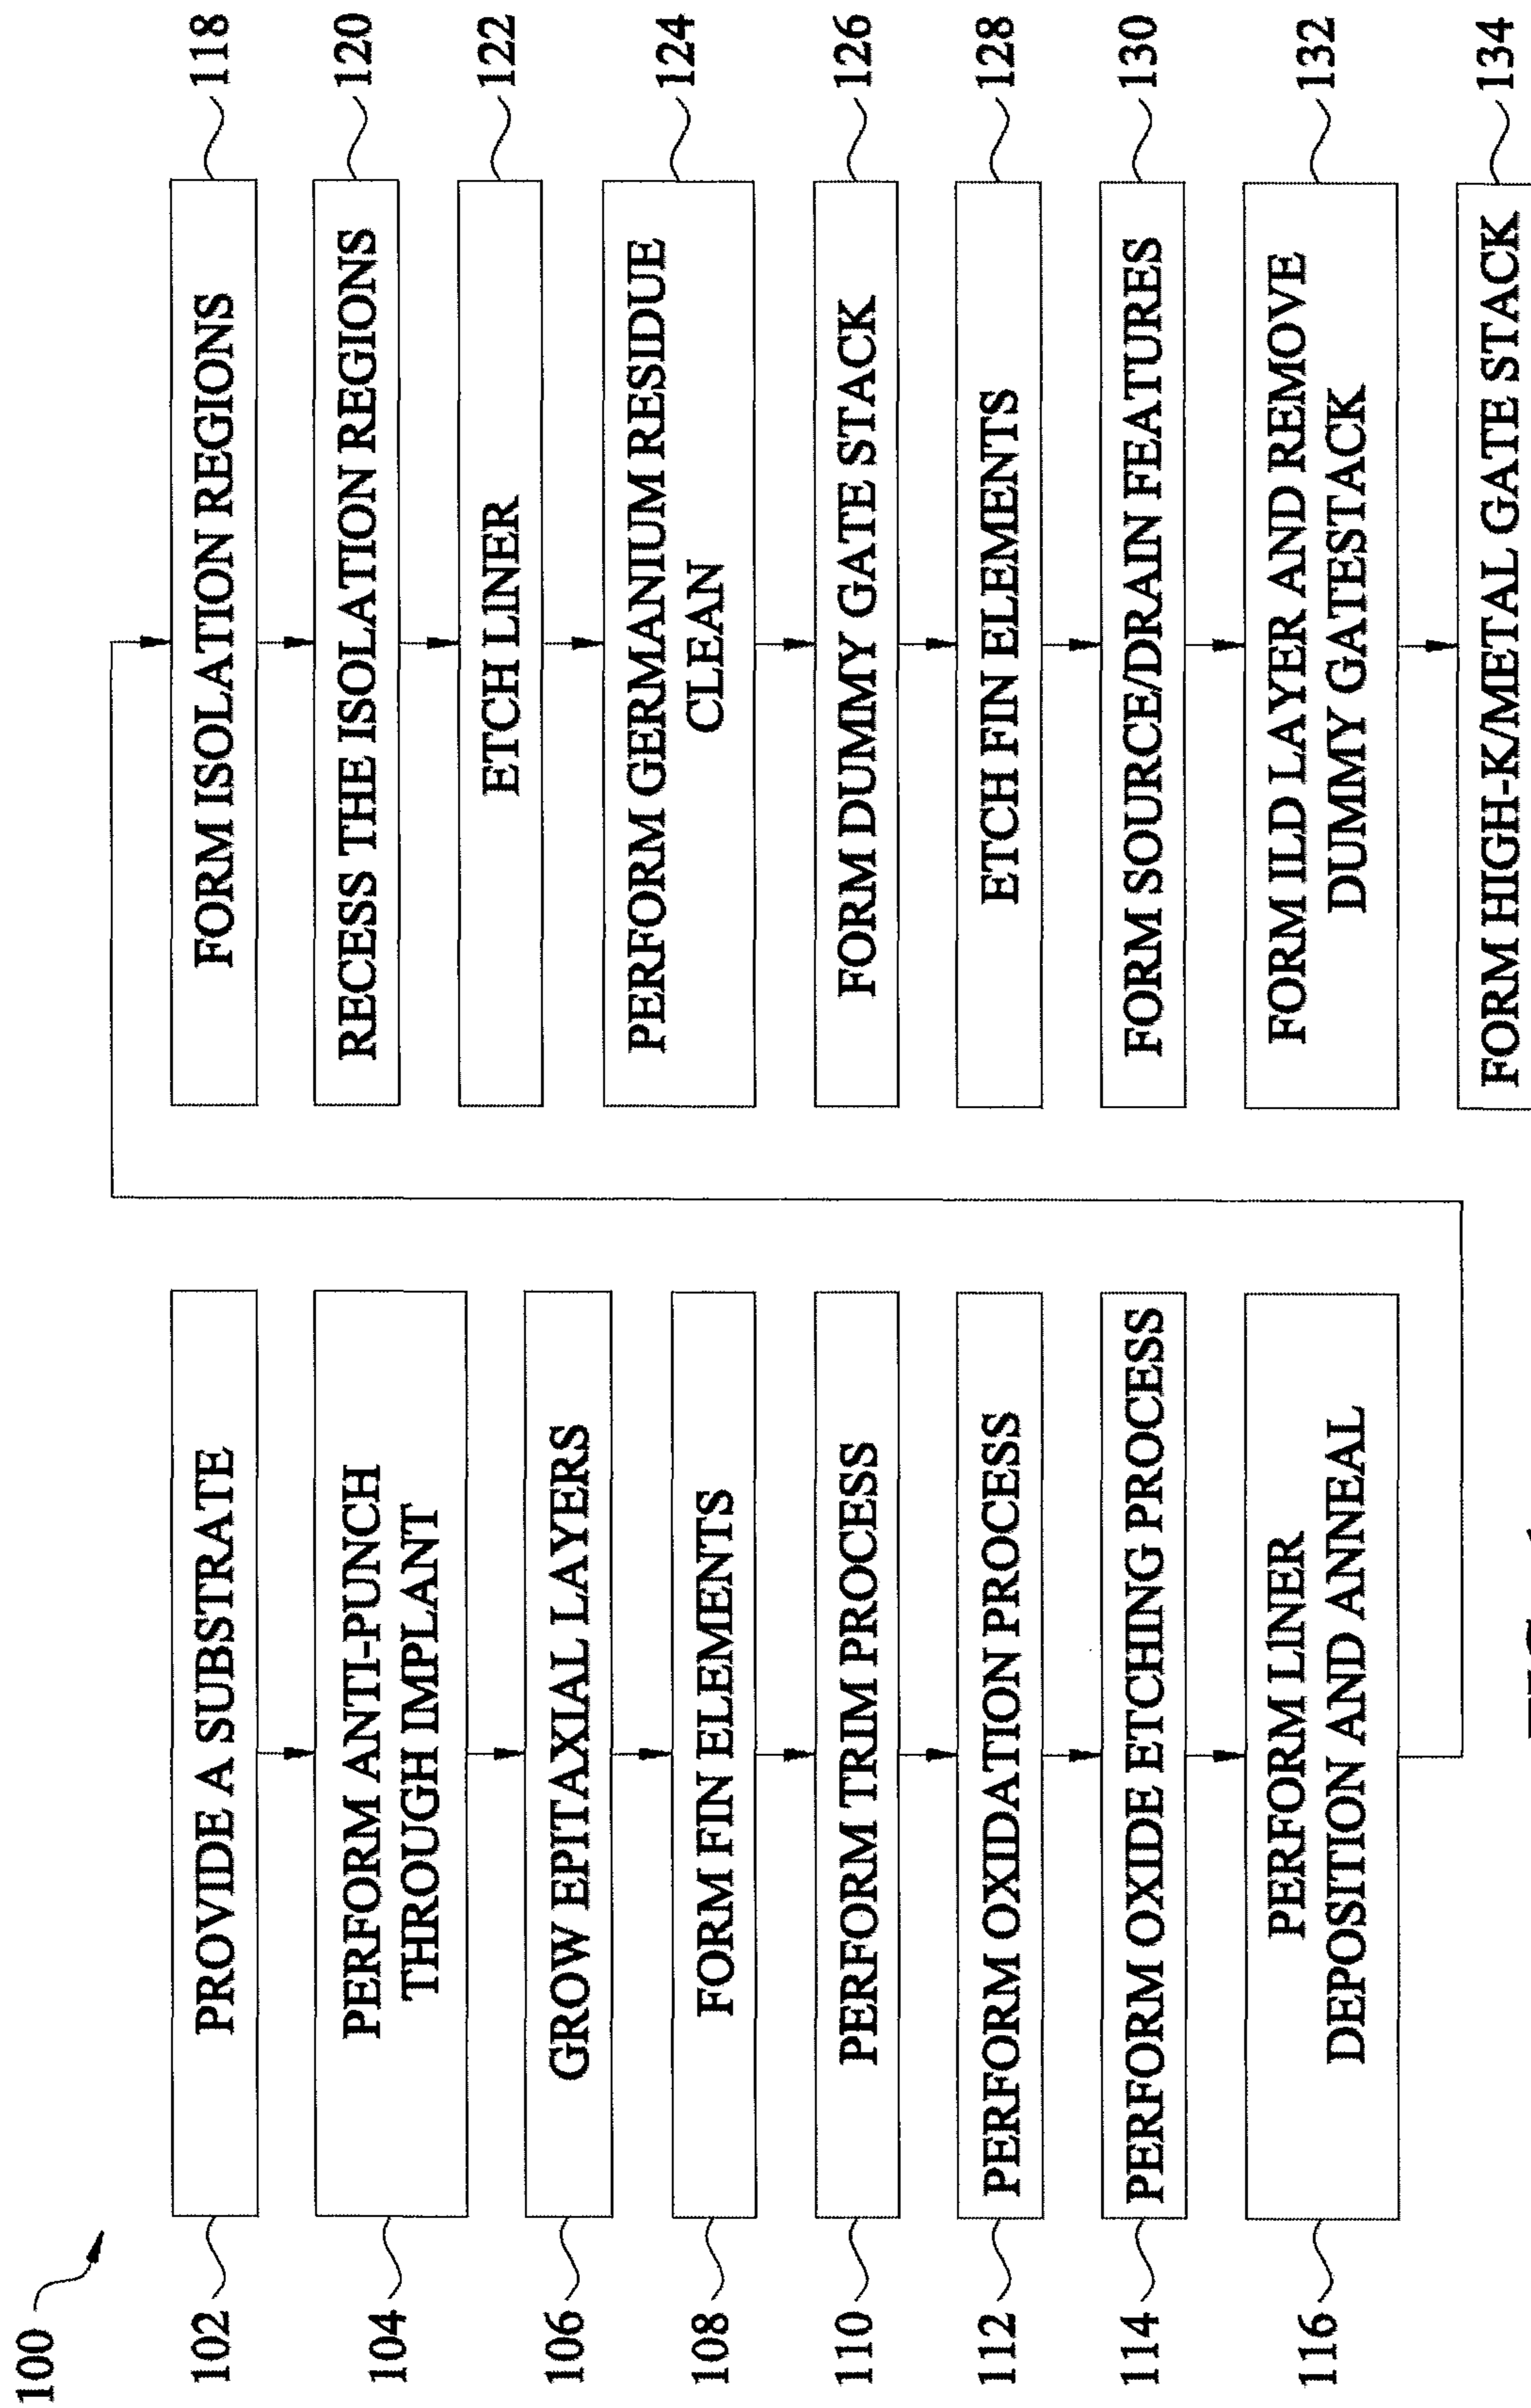 100
102
PROVIDE A SUBSTRATE
104
PERFORM ANTI-PUNCH
THROUGH IMPLANT
106
GROW EPITAXIAL LAYERS
108
FORM FIN ELEMENTS
110
PERFORM TRIM PROCESS
112
PERFORM OXIDATION PROCESS
114
PERFORM OXIDE ETCHING PROCESS
116
PERFORM LINER
DEPOSITION AND ANNEAL
FORM ISOLATION REGIONS
118
RECESS THE ISOLATION REGIONS
120
ETCH LINER
122
PERFORM GERMANIUM RESIDUE
CLEAN
124
FORM DUMMY GATE STACK
126
ETCH FIN ELEMENTS
128
FORM SOURCE/DRAIN FEATURES
130
FORM ILD LAYER AND REMOVE
DUMMY GATESTACK
132
FORM HIGH-K/METAL GATE STACK
134